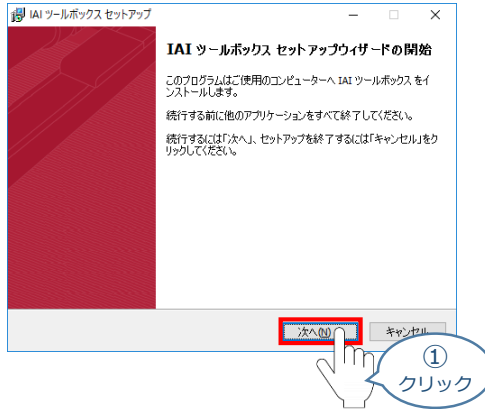 IAI ツールボックス セットアップ
IAI ツールボックス セットアップウィザードの開始
このプログラムはご使用のコンピューターへ IAI ツールボックス をイ
ンストールします。
続行する前に他のアプリケーションをすべて終了してください。
続行するには「次へ」、セットアップを終了するには「キャンセル」をク
リックしてください。
次へ(N)
キャンセル
①
クリック